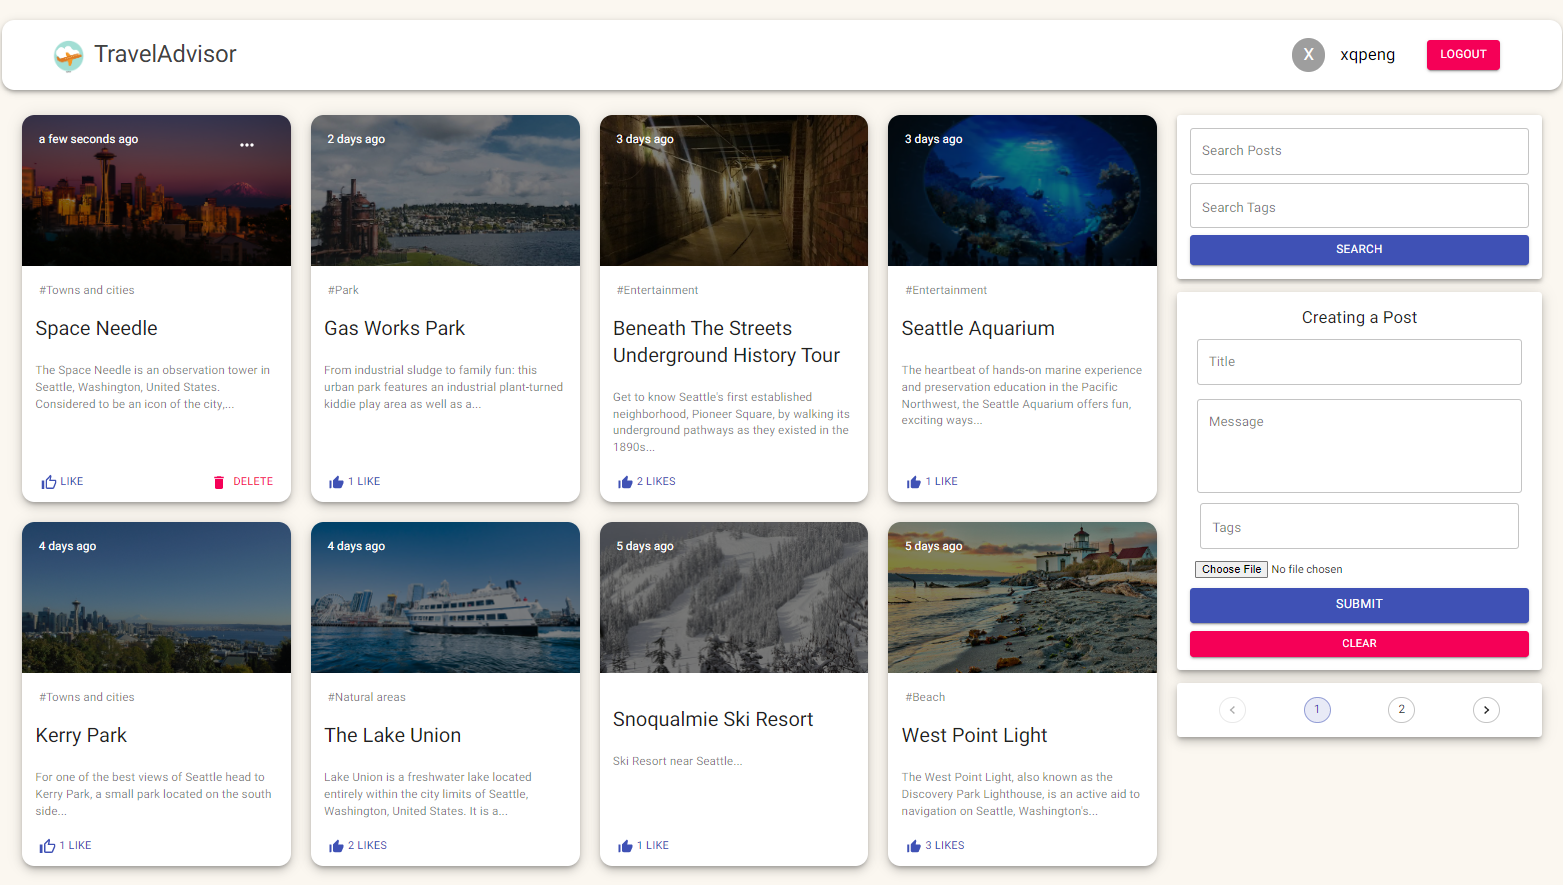 TravelAdvisor
X
xqpeng
LOGOUT
a few seconds ago
...
#Towns and cities
Space Needle
The Space Needle is an observation tower in
Seattle, Washington, United States.
Considered to be an icon of the city,...
LIKE
DELETE
2 days ago
#Park
Gas Works Park
From industrial sludge to family fun: this
urban park features an industrial plant-turned
kiddie play area as well as a...
1 LIKE
3 days ago
#Entertainment
Beneath The Streets
Underground History Tour
Get to know Seattle's first established
neighborhood, Pioneer Square, by walking its
underground pathways as they existed in the
1890s...
2 LIKES
3 days ago
#Entertainment
Seattle Aquarium
The heartbeat of hands-on marine experience
and preservation education in the Pacific
Northwest, the Seattle Aquarium offers fun,
exciting ways...
1 LIKE
4 days ago
#Towns and cities
Kerry Park
For one of the best views of Seattle head to
Kerry Park, a small park located on the south
side...
1 LIKE
4 days ago
#Natural areas
The Lake Union
Lake Union is a freshwater lake located
entirely within the city limits of Seattle,
Washington, United States. It is a...
2 LIKES
5 days ago
Snoqualmie Ski Resort
Ski Resort near Seattle...
1 LIKE
5 days ago
#Beach
West Point Light
The West Point Light, also known as the
Discovery Park Lighthouse, is an active aid to
navigation on Seattle, Washington's...
3 LIKES
Search Posts
Search Tags
SEARCH
Creating a Post
Title
Message
Tags
Choose File No file chosen
SUBMIT
CLEAR
1 2